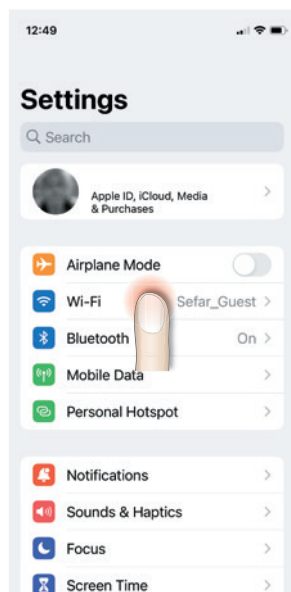 12:49
Settings
Search
Apple ID, iCloud, Media
& Purchases
Airplane Mode
Wi-Fi Sefar_Guest
Bluetooth On
Mobile Data
Personal Hotspot
Notifications
Sounds & Haptics
Focus
Screen Time